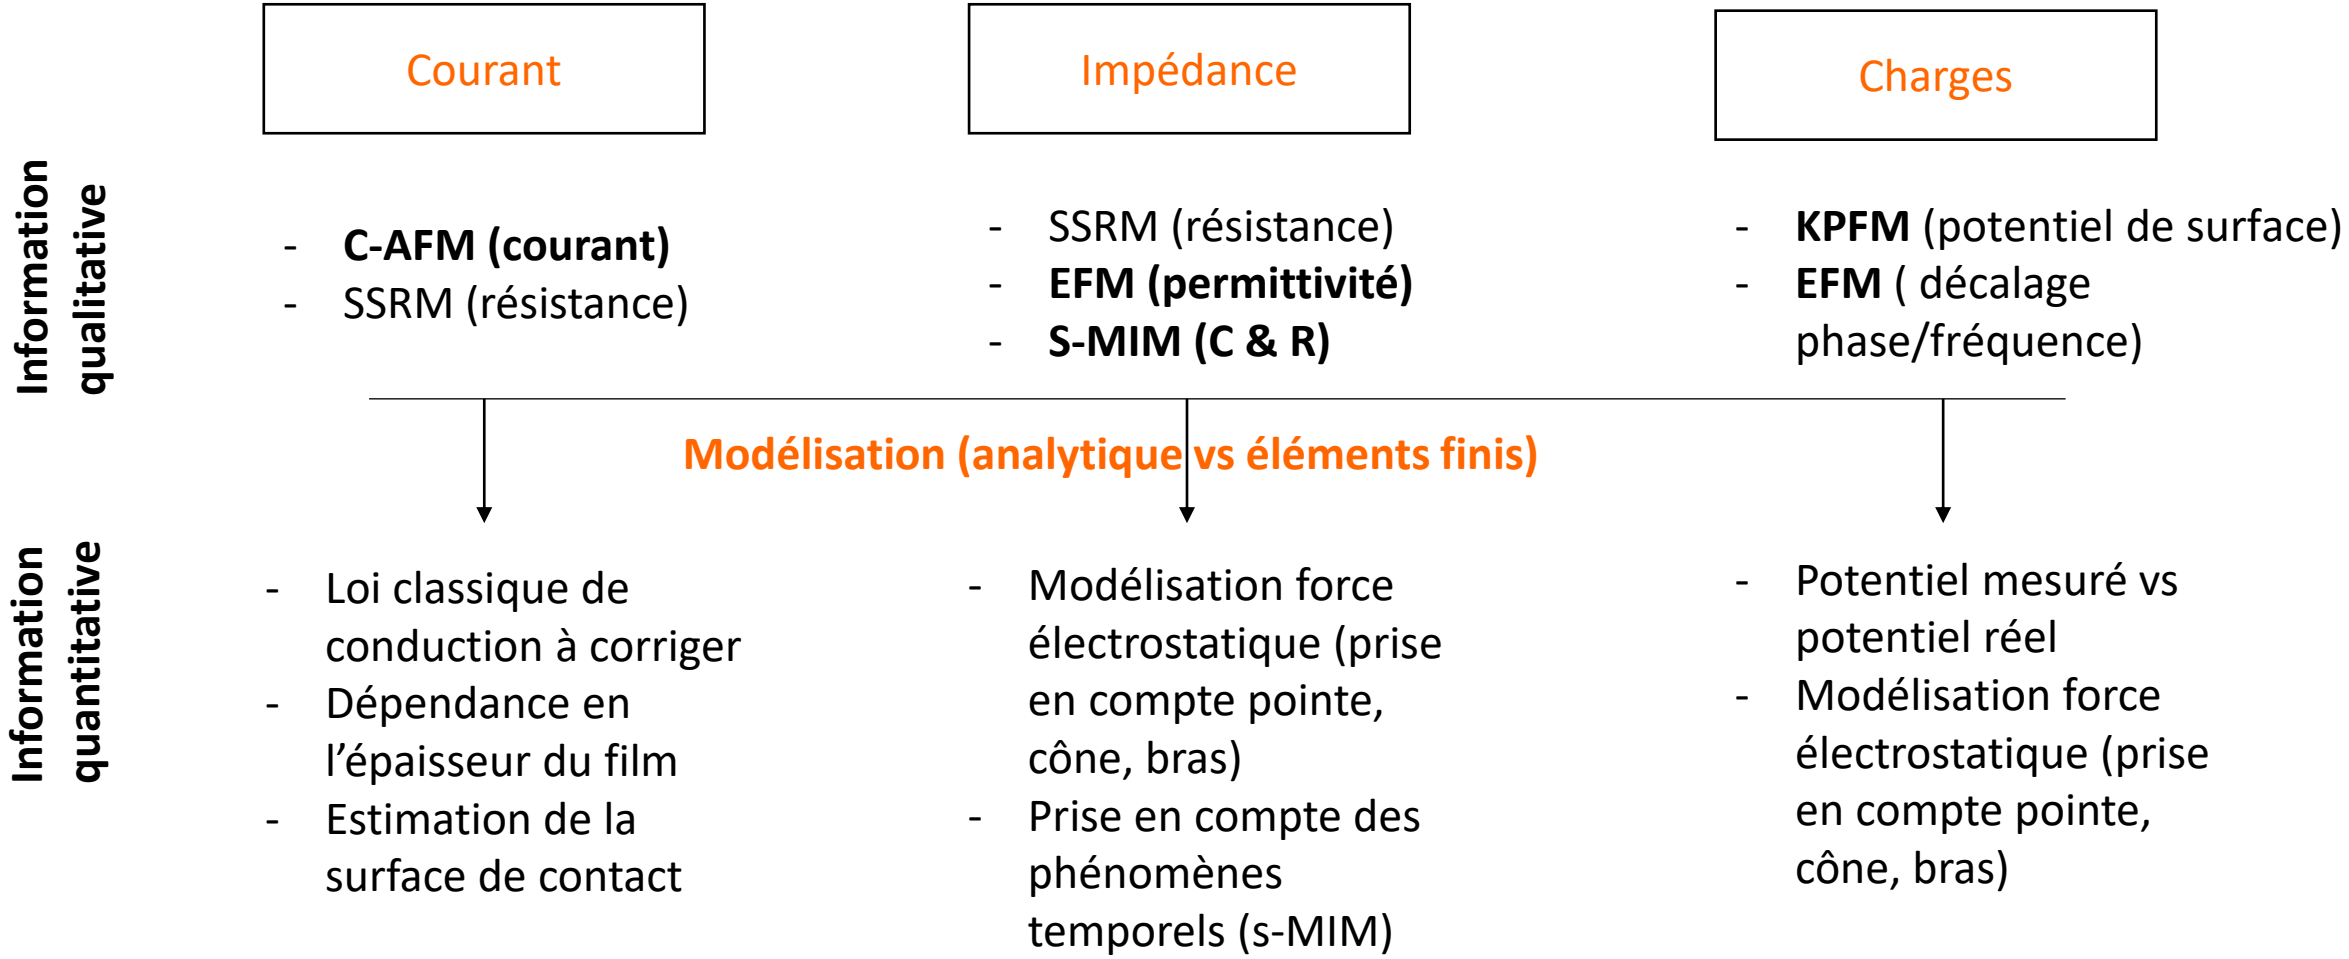 Courant
Impédance
Charges
Information
qualitative
- C-AFM (courant)
- SSRM (résistance)
- SSRM (résistance)
- EFM (permittivité)
- S-MIM (C & R)
- KPFM (potentiel de surface)
- EFM ( décalage
phase/fréquence)
Modélisation (analytique vs éléments finis)
Information
quantitative
- Loi classique de
conduction à corriger
- Dépendance en
l’épaisseur du film
- Estimation de la
surface de contact
- Modélisation force
électrostatique (prise
en compte pointe,
cône, bras)
- Prise en compte des
phénomènes
temporels (s-MIM)
- Potentiel mesuré vs
potentiel réel
- Modélisation force
électrostatique (prise
en compte pointe,
cône, bras)